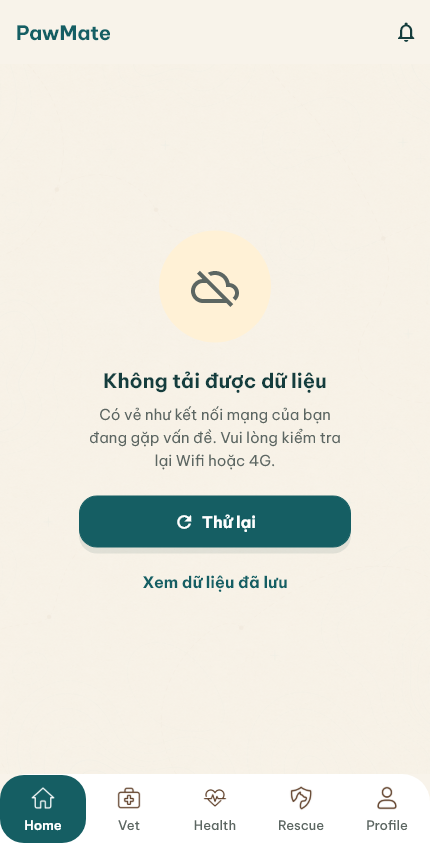 PawMate
Không tải được dữ liệu
Có vẻ như kết nối mạng của bạn
đang gặp vấn đề. Vui lòng kiểm tra
lại Wifi hoặc 4G.
Thử lại
Xem dữ liệu đã lưu
Home Vet Health Rescue Profile